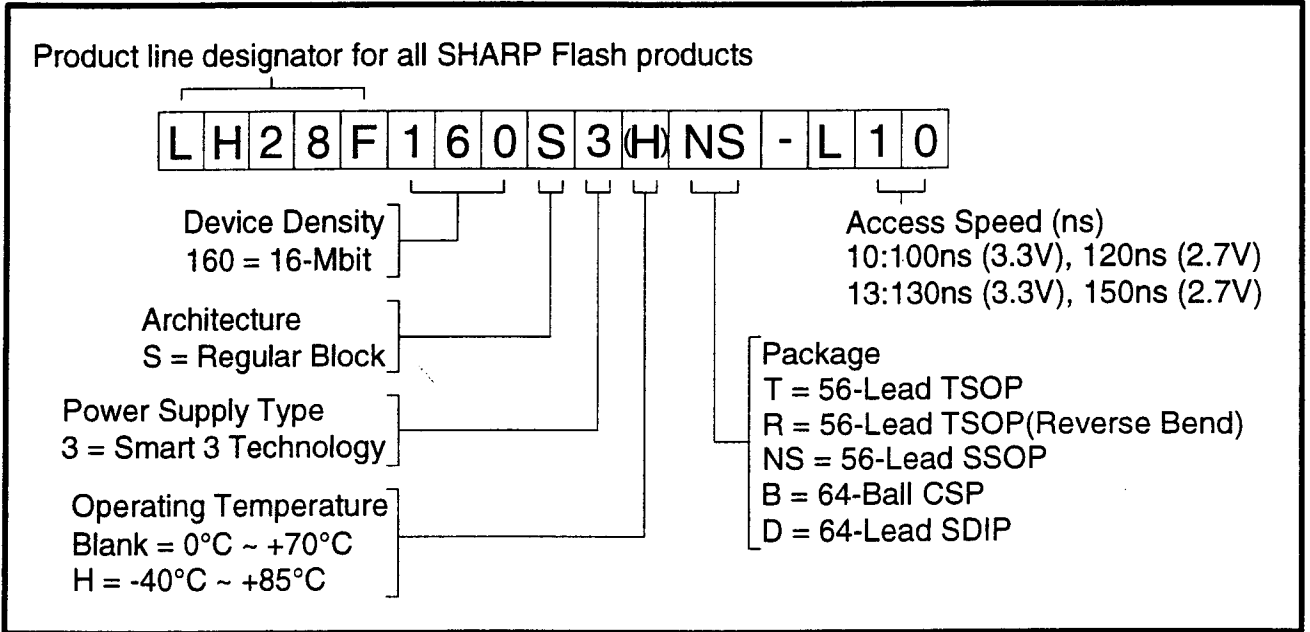 Product line designator for all SHARP Flash products
LH28F160S3(H)NS-L10
Device Density
160 = 16-Mbit
Architecture
S = Regular Block
Power Supply Type
3 = Smart 3 Technology
Operating Temperature
Blank = 0°C ~ +70°C
H = -40°C ~ +85°C
Access Speed (ns)
10:100ns (3.3V), 120ns (2.7V)
13:130ns (3.3V), 150ns (2.7V)
Package
T = 56-Lead TSOP
R = 56-Lead TSOP(Reverse Bend)
NS = 56-Lead SSOP
B = 64-Ball CSP
D = 64-Lead SDIP